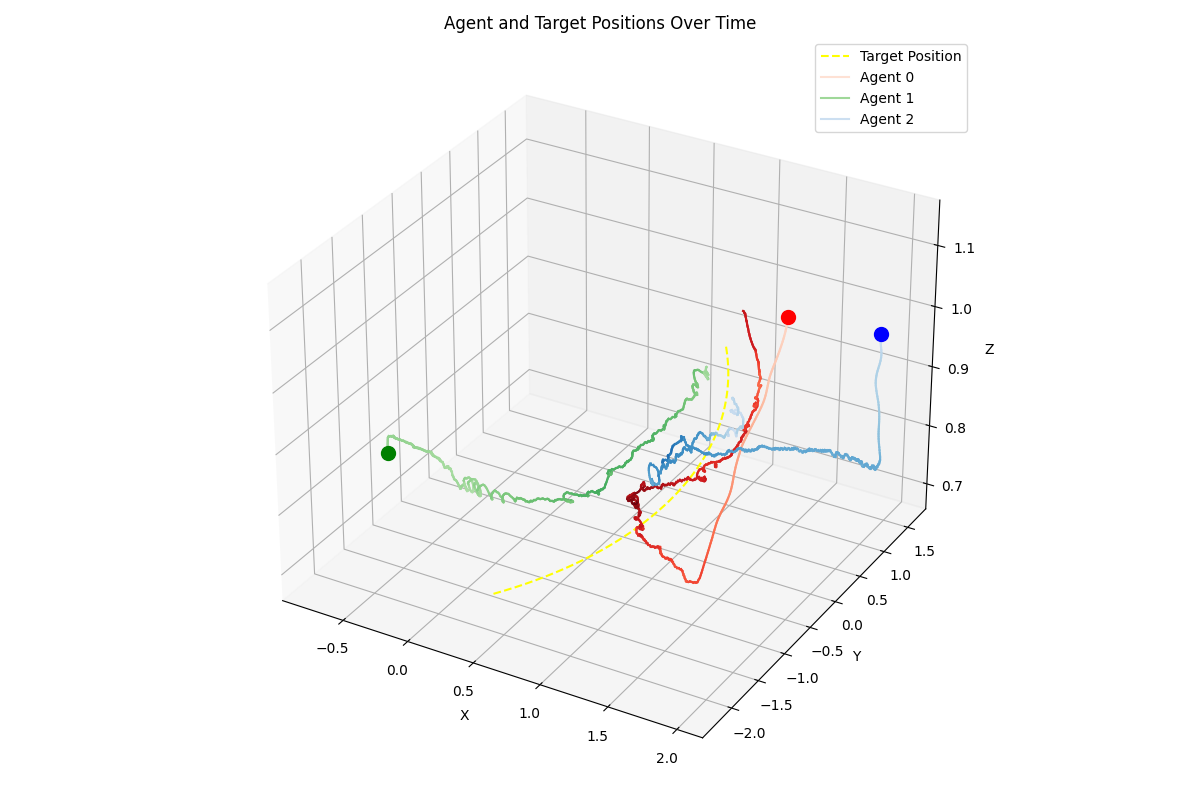 Agent and Target Positions Over Time
Target Position
Agent 0
Agent 1
Agent 2
1.1
1.0
0.9
0.8
0.7
Z
1.5
1.0
0.5
0.0
−0.5
−1.0
−1.5
−2.0
Y
−0.5
0.0
0.5
1.0
1.5
2.0
X